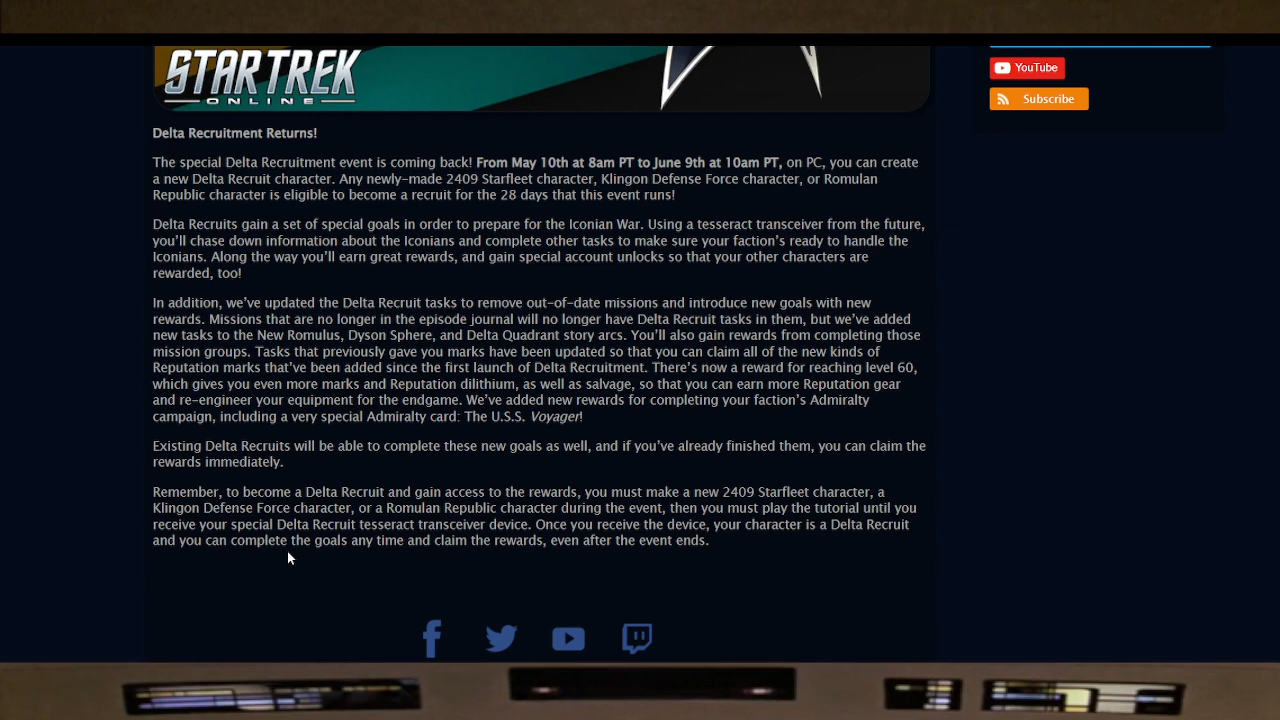 STAR TREK
ONLINE
YouTube
Subscribe
Delta Recruitment Returns!
The special Delta Recruitment event is coming back! From May 10th at 8am PT to June 9th at 10am PT, on PC, you can create
a new Delta Recruit character. Any newly-made 2409 Starfleet character, Klingon Defense Force character, or Romulan
Republic character is eligible to become a recruit for the 28 days that this event runs!
Delta Recruits gain a set of special goals in order to prepare for the Iconian War. Using a tesseract transceiver from the future,
you’ll chase down information about the Iconians and complete other tasks to make sure your faction’s ready to handle the
Iconians. Along the way you’ll earn great rewards, and gain special account unlocks so that your other characters are
rewarded, too!
In addition, we’ve updated the Delta Recruit tasks to remove out-of-date missions and introduce new goals with new
rewards. Missions that are no longer in the episode journal will no longer have Delta Recruit tasks in them, but we’ve added
new tasks to the New Romulus, Dyson Sphere, and Delta Quadrant story arcs. You’ll also gain rewards from completing those
mission groups. Tasks that previously gave you marks have been updated so that you can claim all of the new kinds of
Reputation marks that’ve been added since the first launch of Delta Recruitment. There’s now a reward for reaching level 60,
which gives you even more marks and Reputation dilithium, as well as salvage, so that you can earn more Reputation gear
and re-engineer your equipment for the endgame. We’ve added new rewards for completing your faction’s Admiralty
campaign, including a very special Admiralty card: The U.S.S. Voyager!
Existing Delta Recruits will be able to complete these new goals as well, and if you’ve already finished them, you can claim the
rewards immediately.
Remember, to become a Delta Recruit and gain access to the rewards, you must make a new 2409 Starfleet character, a
Klingon Defense Force character, or a Romulan Republic character during the event, then you must play the tutorial until you
receive your special Delta Recruit tesseract transceiver device. Once you receive the device, your character is a Delta Recruit
and you can complete the goals any time and claim the rewards, even after the event ends.